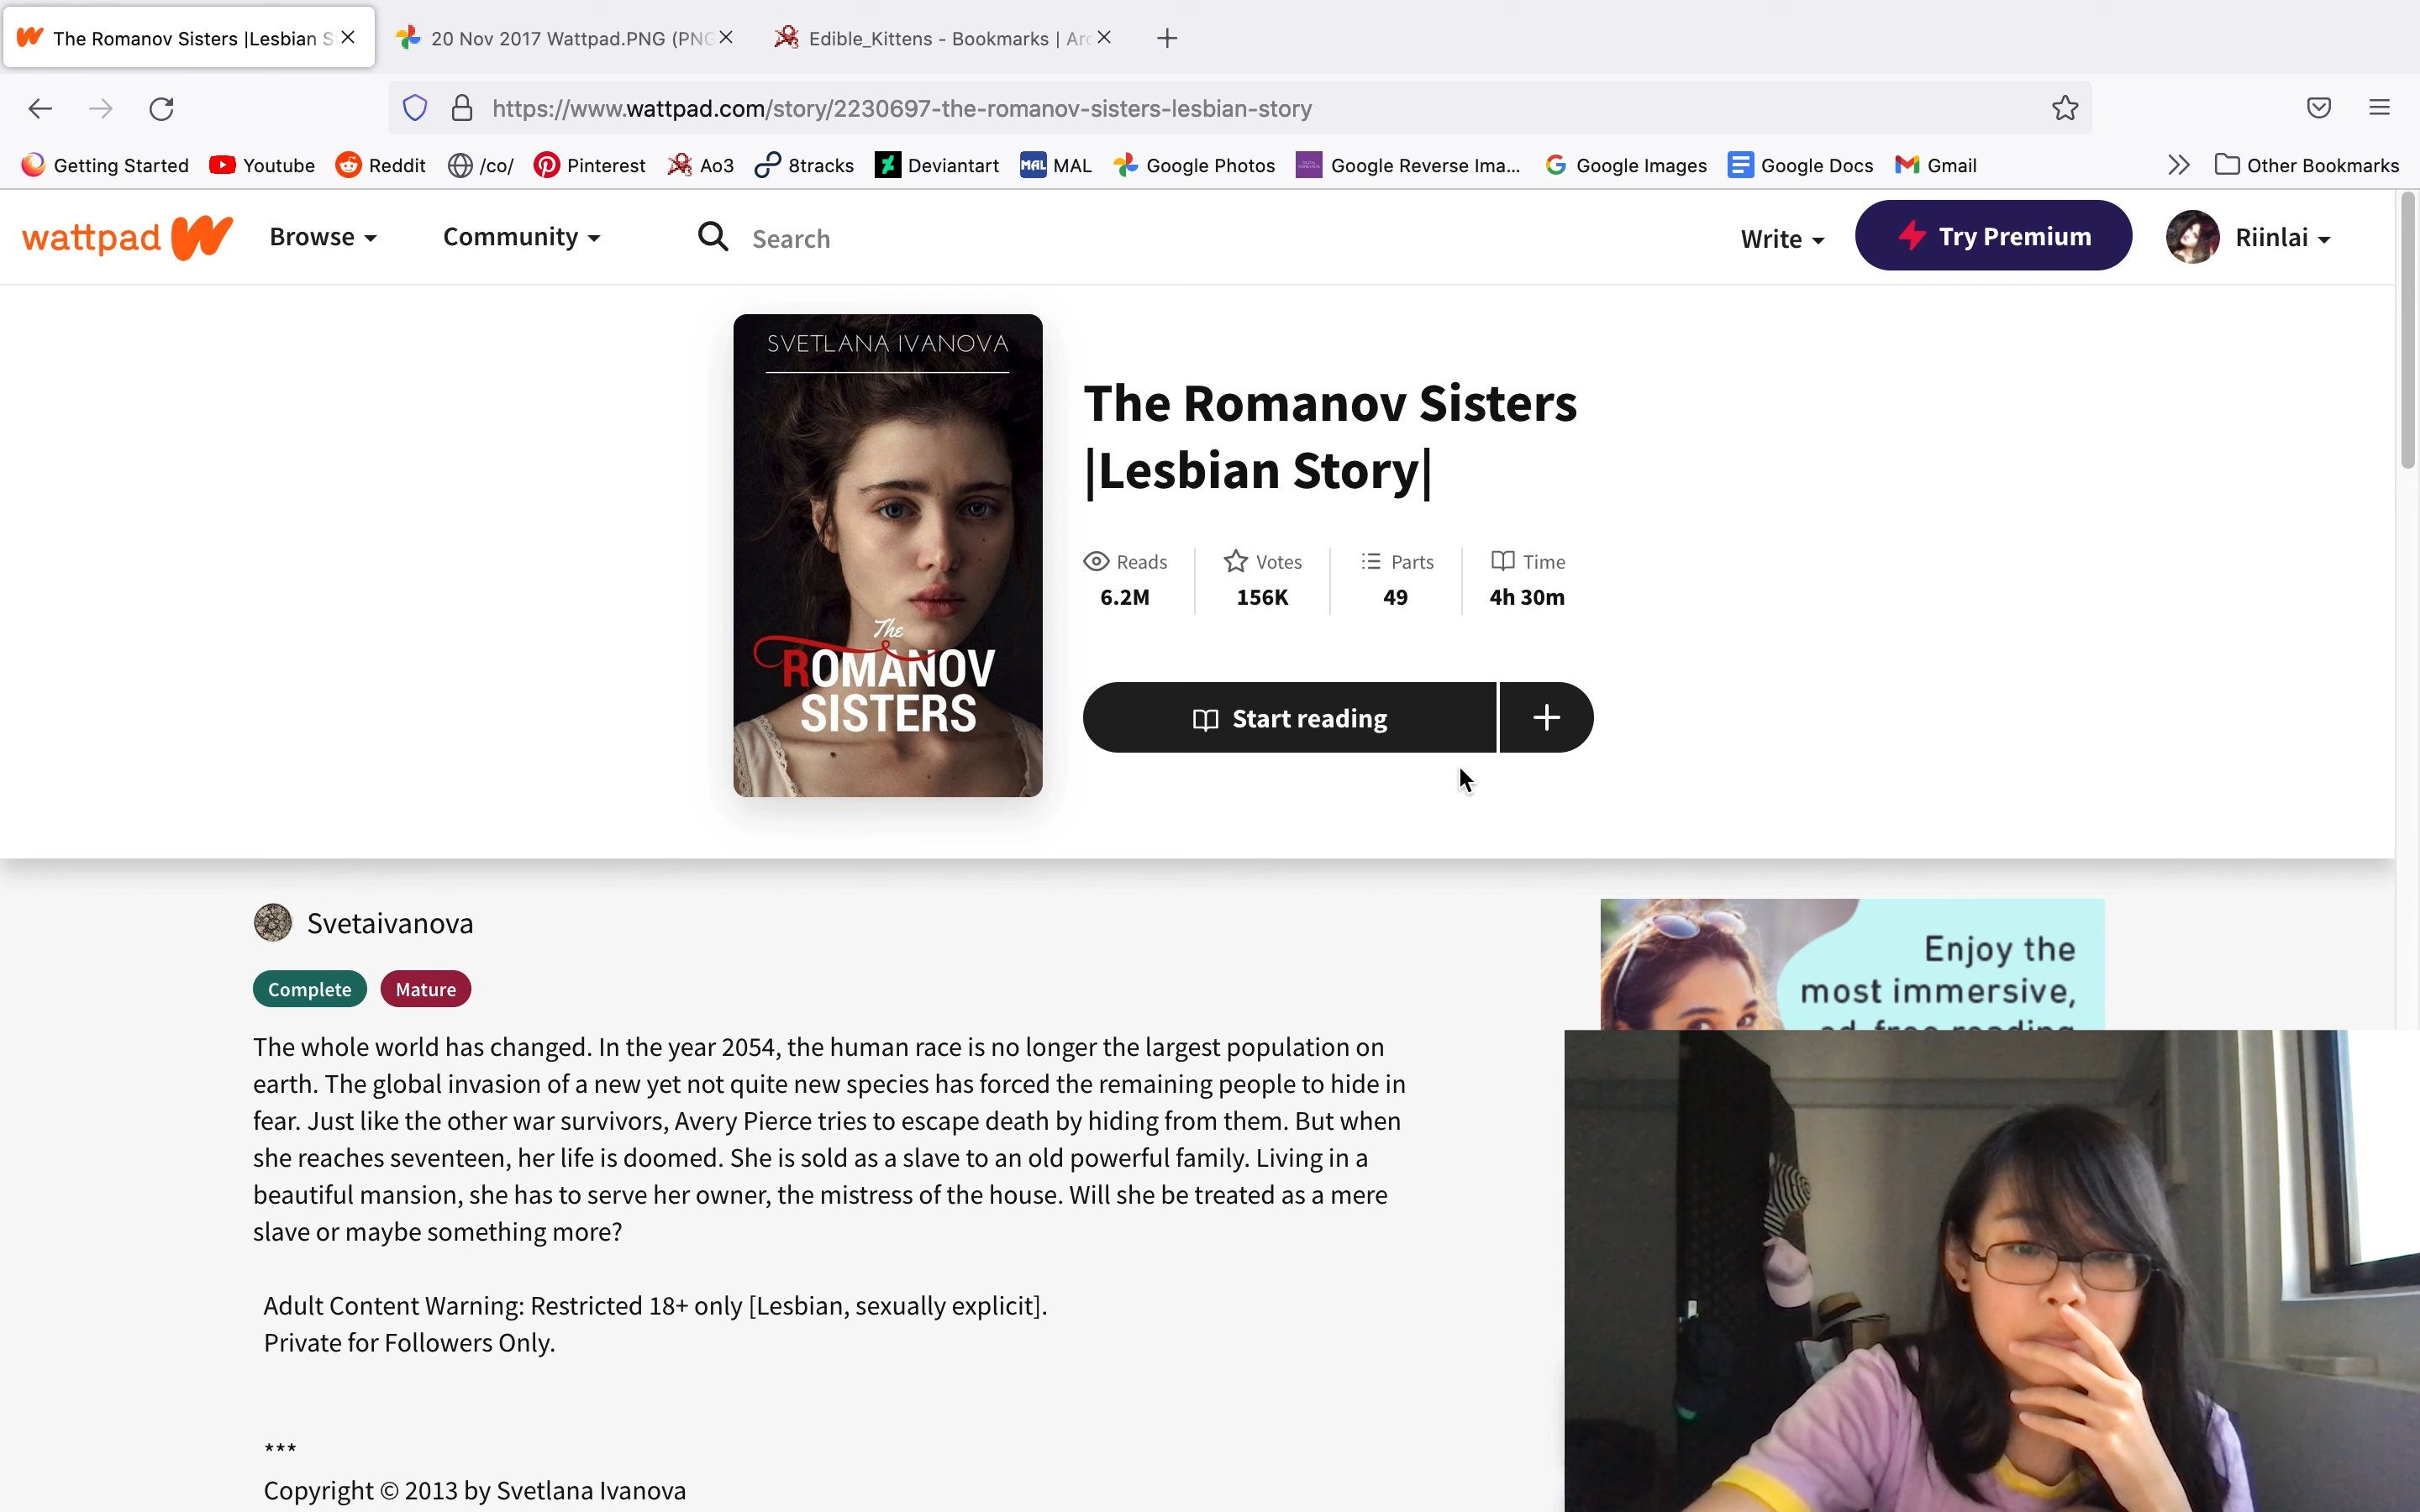 The Romanov Sisters |Lesbian S
20 Nov 2017 Wattpad.PNG (PNG
Edible_Kittens - Bookmarks | Arc
https://www.wattpad.com/story/2230697-the-romanov-sisters-lesbian-story
Getting Started Youtube Reddit /co/ Pinterest Ao3 8tracks Deviantart MAL MAL Google Photos Google Reverse Ima... Google Images Google Docs Gmail Other Bookmarks
wattpad Browse Community Search Write Try Premium Riinlai
SVETLANA IVANOVA
The
ROMANOV
SISTERS
The Romanov Sisters
|Lesbian Story|
Reads Votes Parts Time
6.2M 156K 49 4h 30m
Start reading
Svetaivanova
Complete Mature
The whole world has changed. In the year 2054, the human race is no longer the largest population on
earth. The global invasion of a new yet not quite new species has forced the remaining people to hide in
fear. Just like the other war survivors, Avery Pierce tries to escape death by hiding from them. But when
she reaches seventeen, her life is doomed. She is sold as a slave to an old powerful family. Living in a
beautiful mansion, she has to serve her owner, the mistress of the house. Will she be treated as a mere
slave or maybe something more?
Adult Content Warning: Restricted 18+ only [Lesbian, sexually explicit].
Private for Followers Only.
***
Copyright © 2013 by Svetlana Ivanova
Enjoy the
most immersive,
ad-free reading